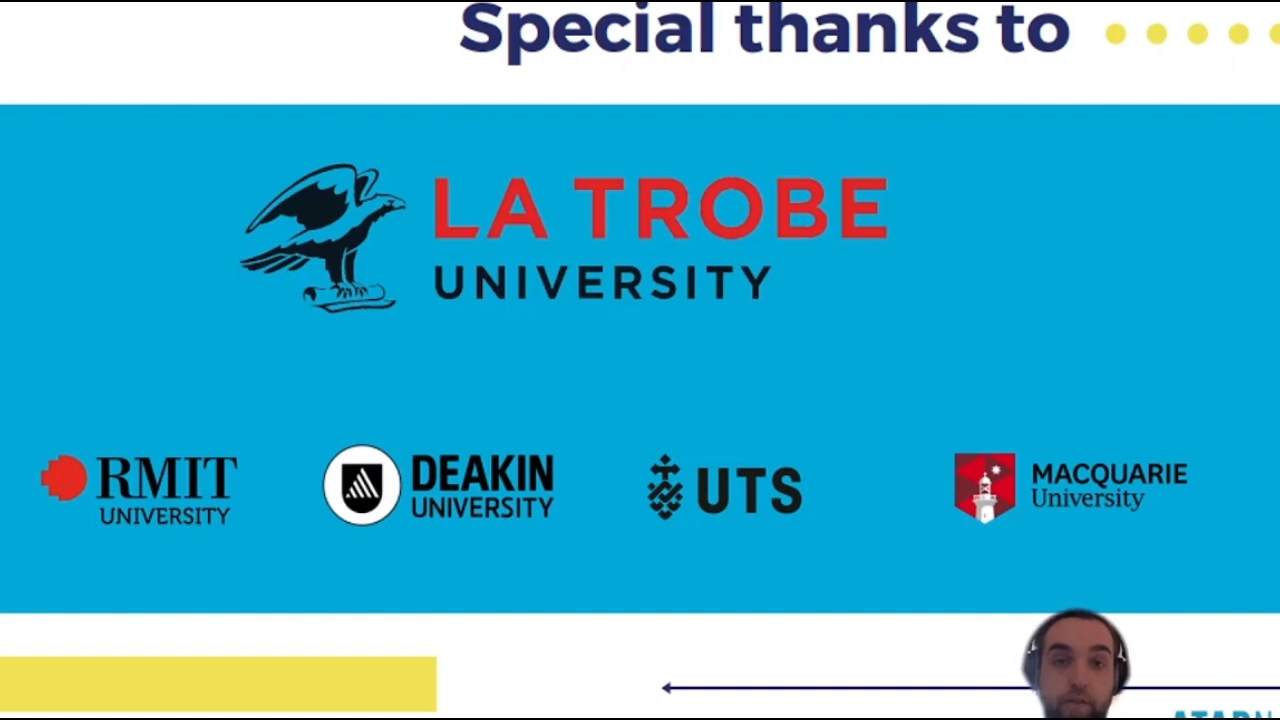 Special thanks to
LA TROBE
UNIVERSITY
RMIT
UNIVERSITY
DEAKIN
UNIVERSITY
UTS
MACQUARIE
University